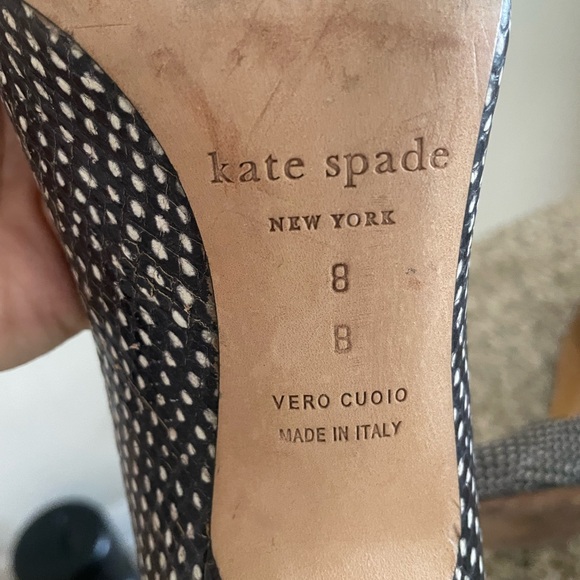 kate spade
NEW YORK
8
B
VERO CUOIO
MADE IN ITALY